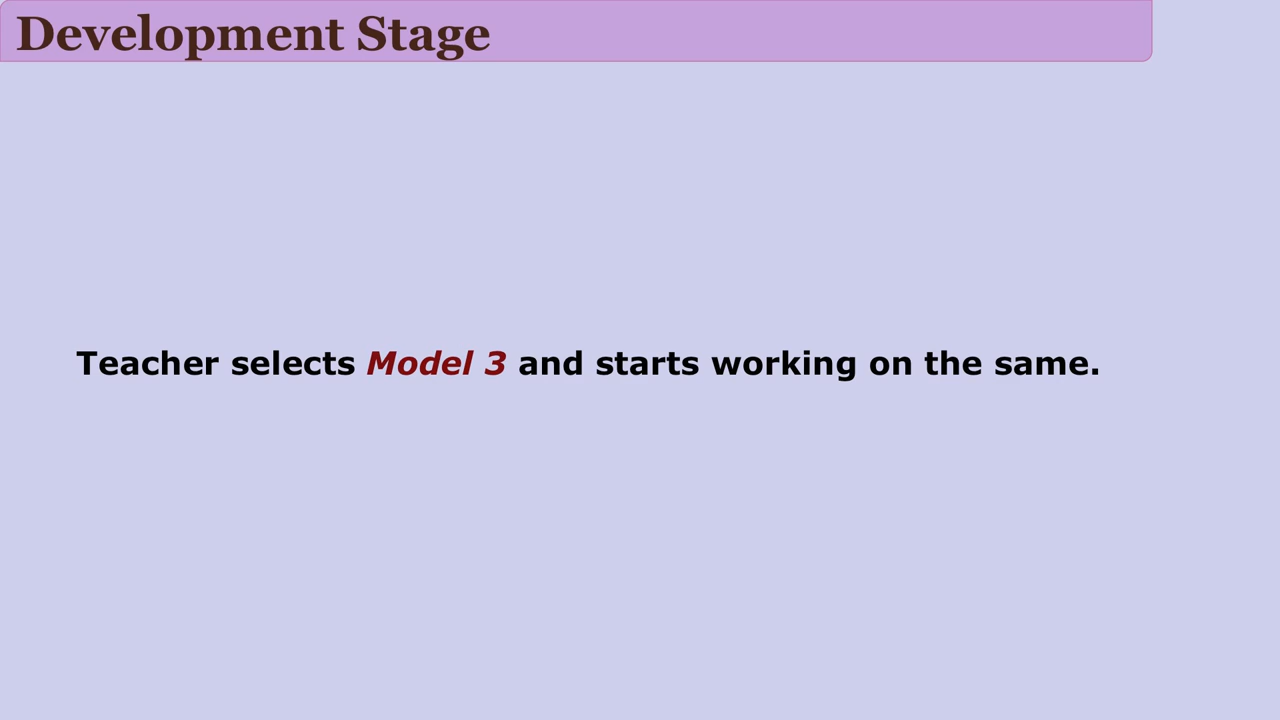 Development Stage
Teacher selects Model 3 and starts working on the same.